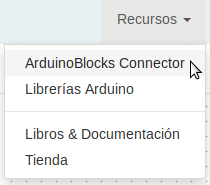 Recursos
ArduinoBlocks Connector
Librerías Arduino
Libros & Documentación
Tienda